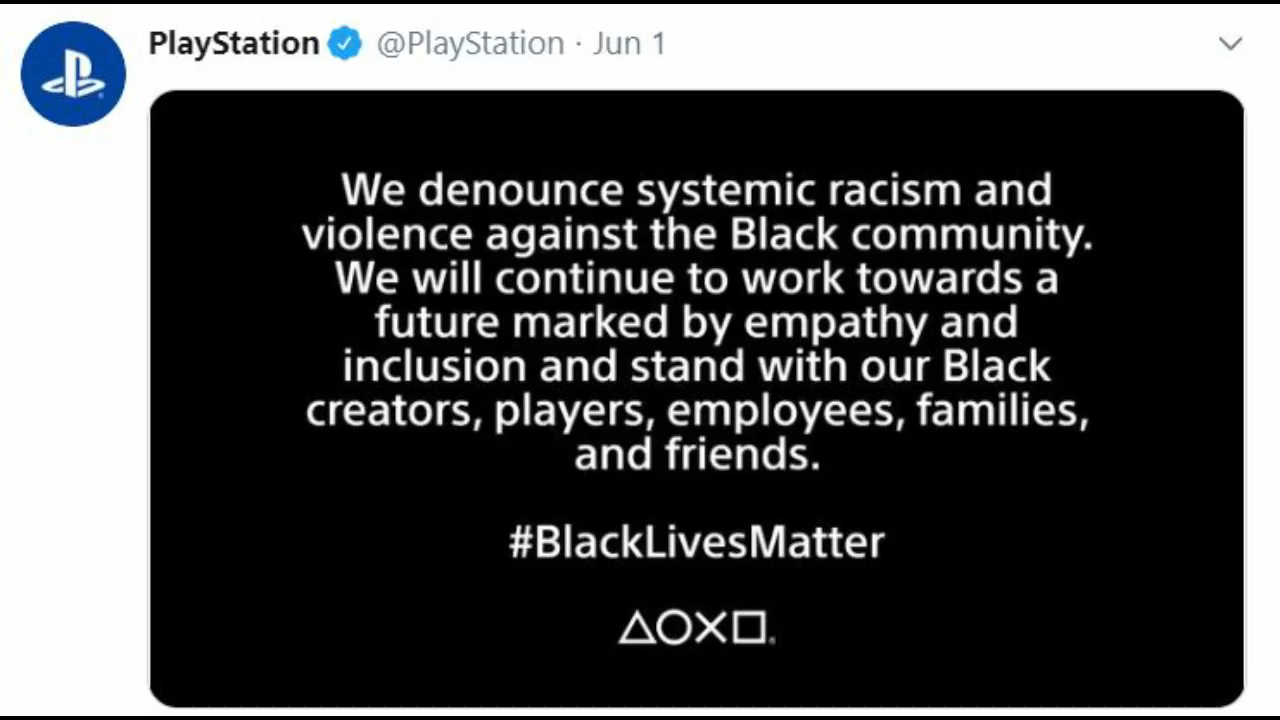 PlayStation @PlayStation · Jun 1
We denounce systemic racism and
violence against the Black community.
We will continue to work towards a
future marked by empathy and
inclusion and stand with our Black
creators, players, employees, families,
and friends.
#BlackLivesMatter